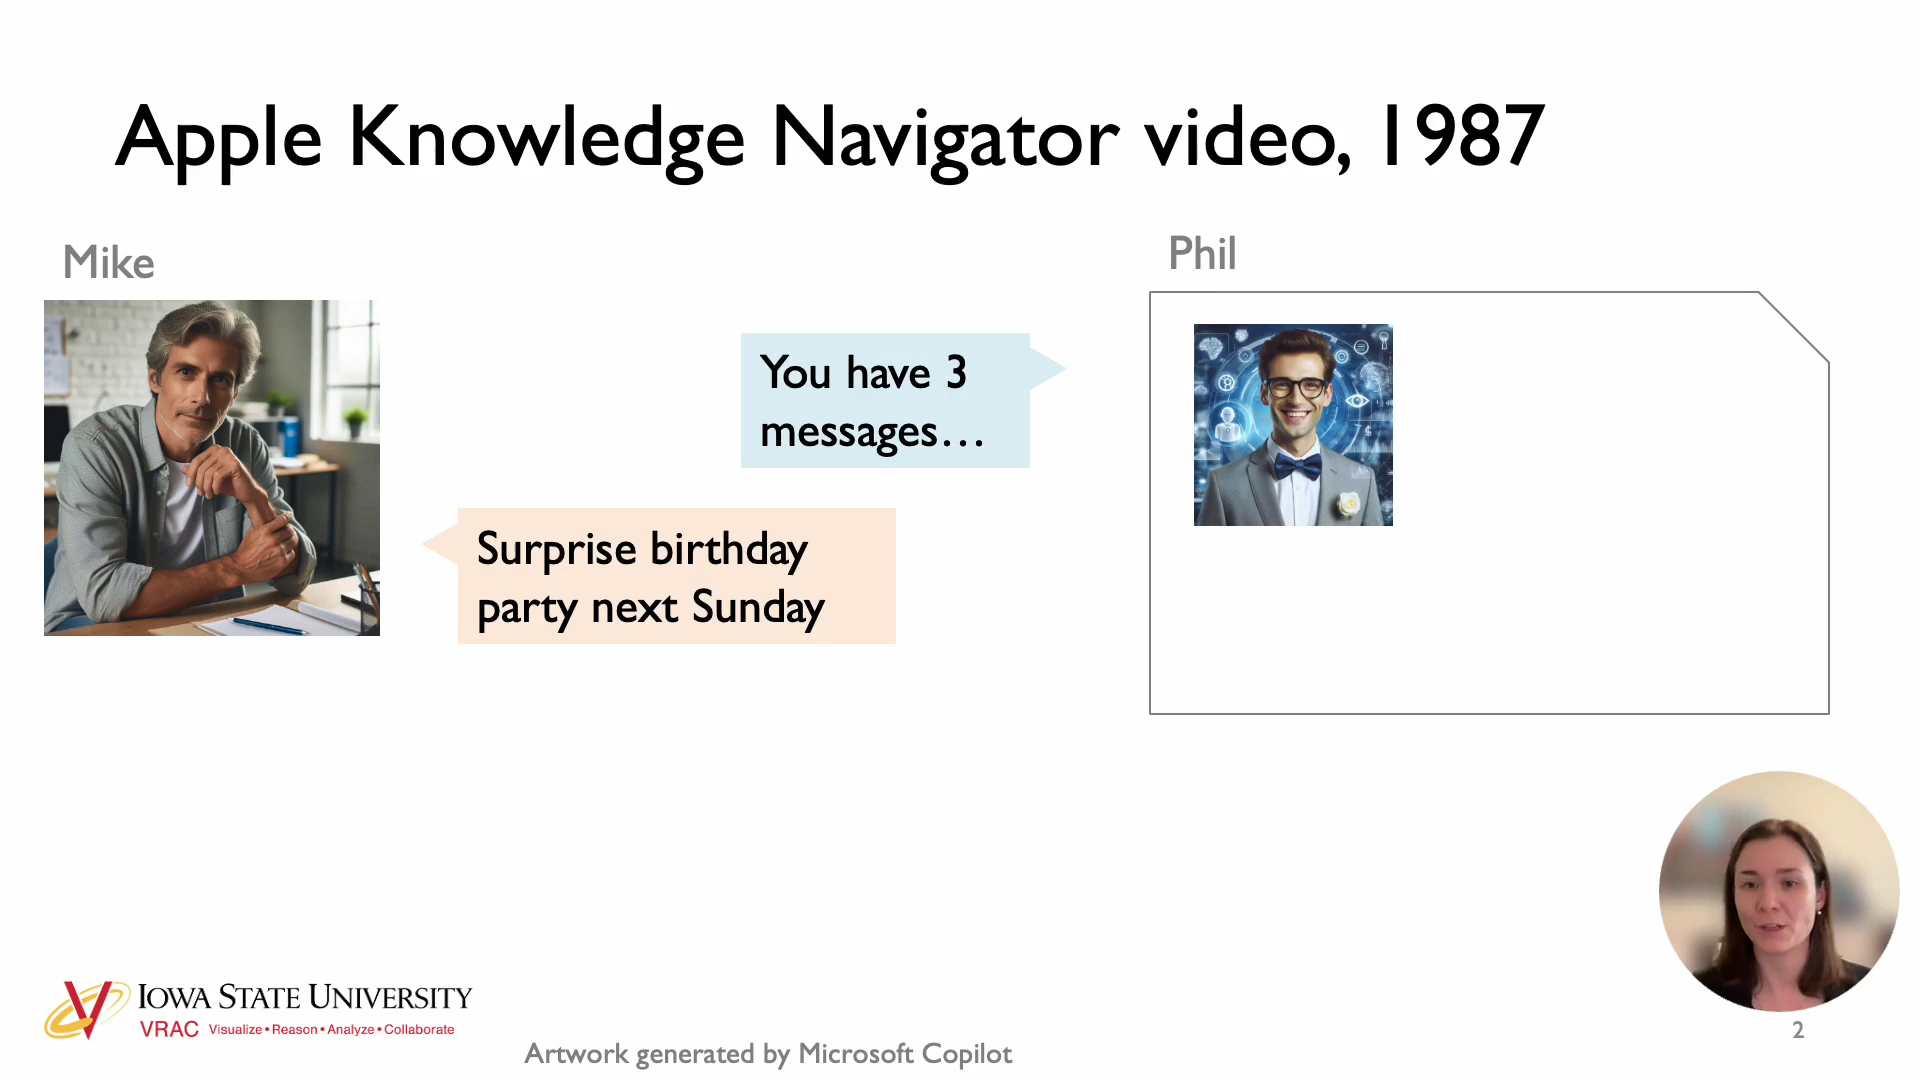 Apple Knowledge Navigator video, 1987
Mike
Phil
You have 3
messages…
Surprise birthday
party next Sunday
IOWA STATE UNIVERSITY
VRAC Visualize • Reason • Analyze • Collaborate
Artwork generated by Microsoft Copilot
2